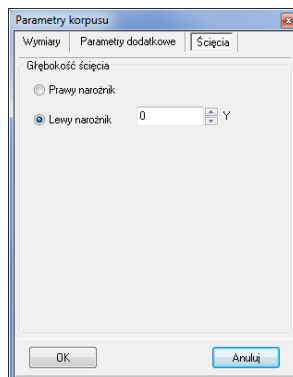 Parametry korpusu
Wymiary Parametry dodatkowe Ścięcia
Głębokość ścięcia
Prawy narożnik
Lewy narożnik 0 Y
OK Anuluj